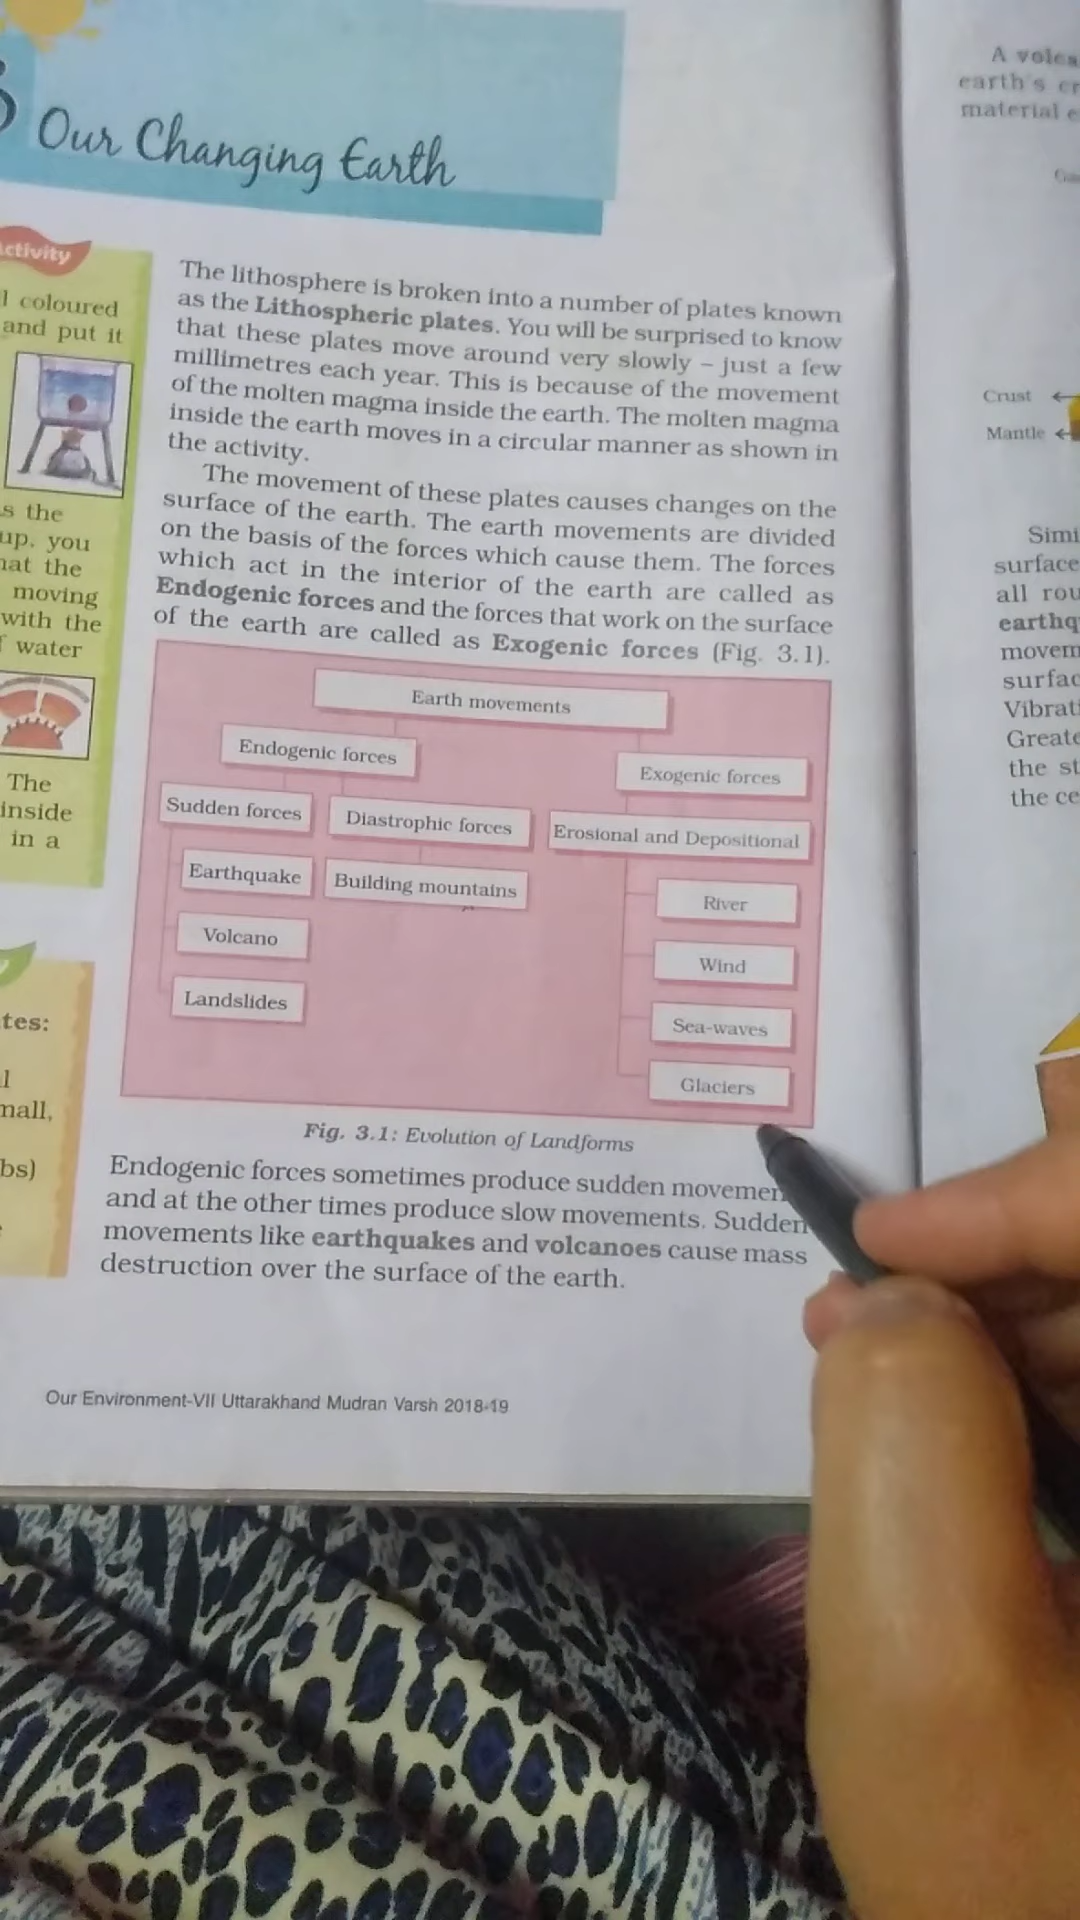 Our Changing Earth
Activity
coloured
and put it
s the
up, you
hat the
moving
with the
water
The
inside
in a
tes:
mall,
bs)
The lithosphere is broken into a number of plates known
as the Lithospheric plates. You will be surprised to know
that these plates move around very slowly – just a few
millimetres each year. This is because of the movement
of the molten magma inside the earth. The molten magma
inside the earth moves in a circular manner as shown in
the activity.
The movement of these plates causes changes on the
surface of the earth. The earth movements are divided
on the basis of the forces which cause them. The forces
which act in the interior of the earth are called as
Endogenic forces and the forces that work on the surface
of the earth are called as Exogenic forces (Fig. 3.1).
Earth movements
Endogenic forces
Exogenic forces
Sudden forces
Diastrophic forces
Erosional and Depositional
Earthquake
Building mountains
River
Volcano
Wind
Landslides
Sea-waves
Glaciers
Fig. 3.1: Evolution of Landforms
Endogenic forces sometimes produce sudden movemen
and at the other times produce slow movements. Sudden
movements like earthquakes and volcanoes cause mass
destruction over the surface of the earth.
Our Environment-VII Uttarakhand Mudran Varsh 2018-19
A volca
earth's cr
material e
Crust
Mantle
Simi
surface
all rou
earthq
movem
surfac
Vibrati
Greate
the st
the ce